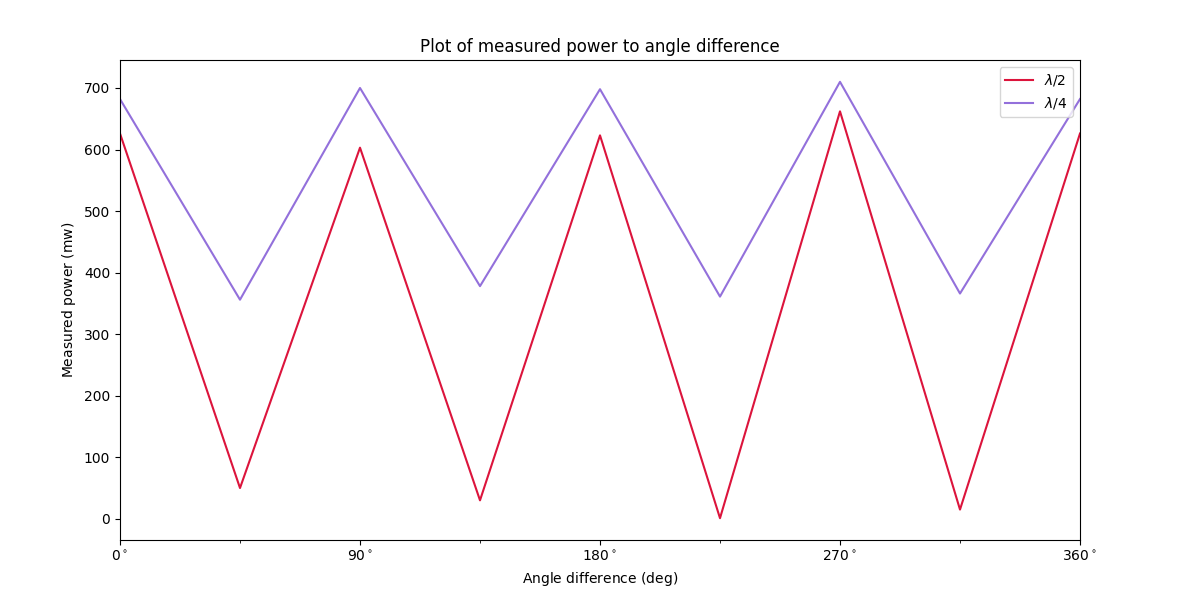 Plot of measured power to angle difference
λ/2
λ/4
700
600
500
400
300
200
100
0
Measured power (mw)
0° 90° 180° 270° 360°
Angle difference (deg)